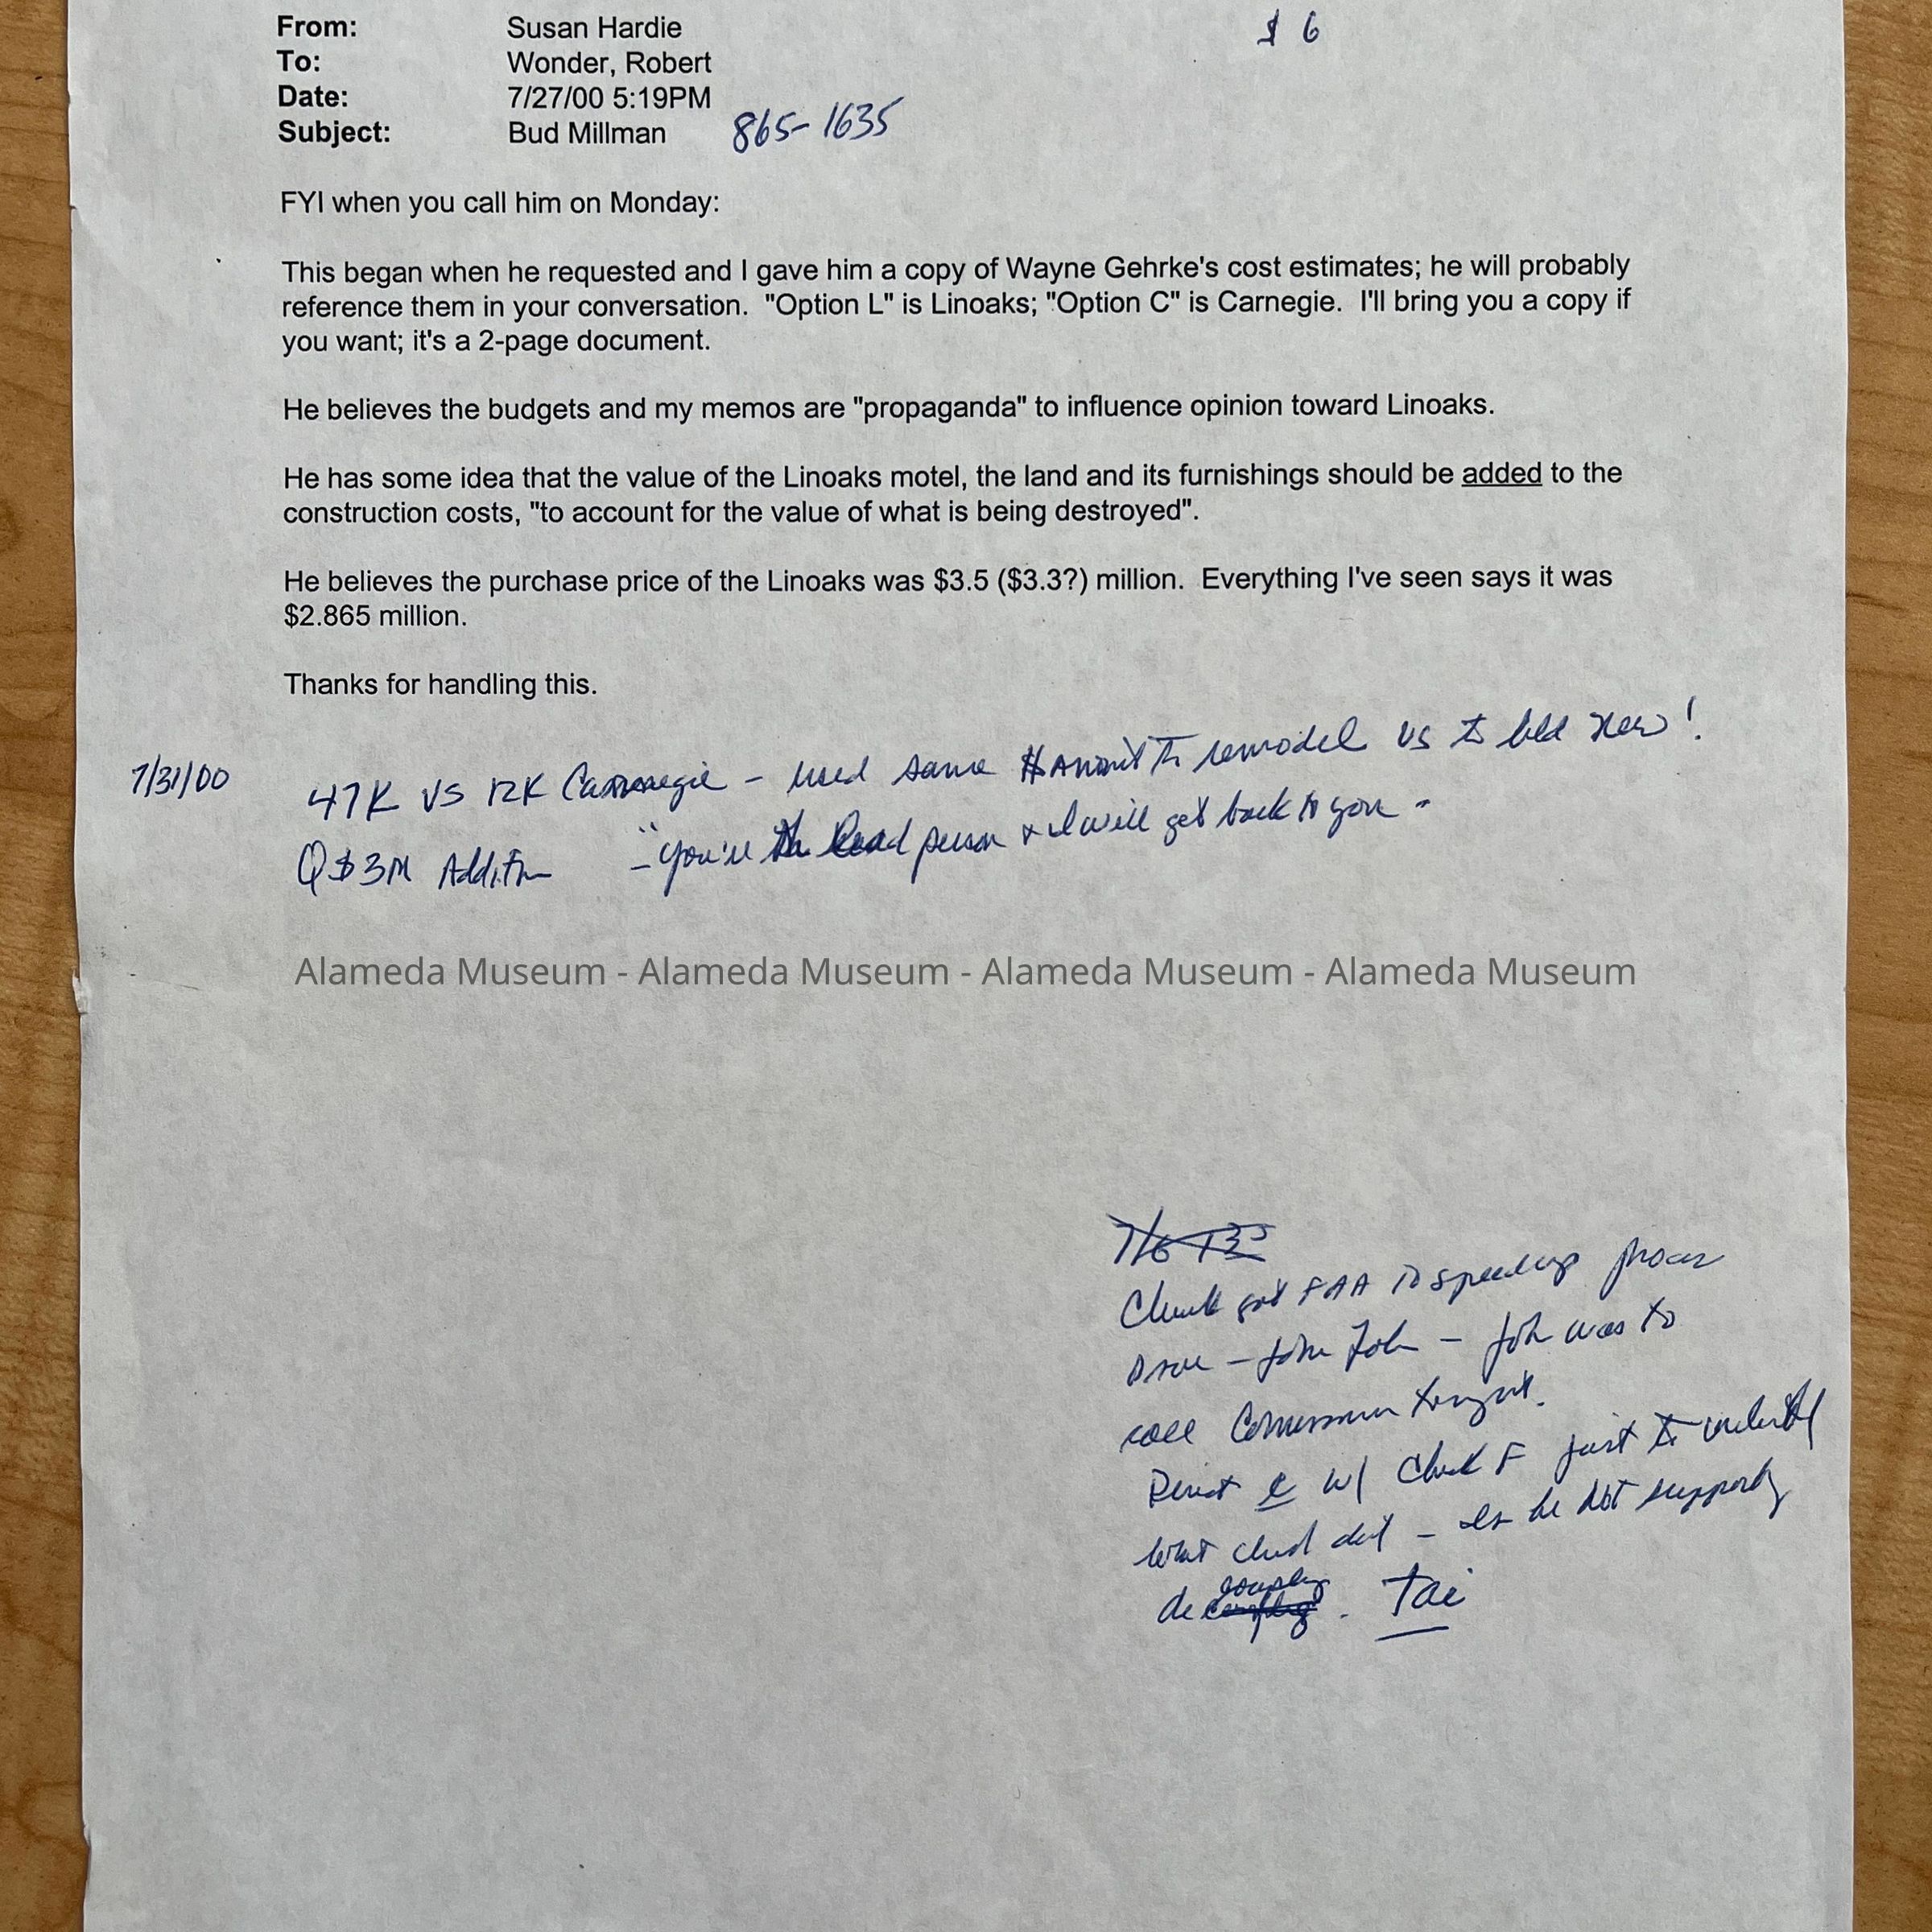 From: Susan Hardie $ 6
To: Wonder, Robert
Date: 7/27/00 5:19PM
Subject: Bud Millman 865-1635
FYI when you call him on Monday:
This began when he requested and I gave him a copy of Wayne Gehrke's cost estimates; he will probably
reference them in your conversation. "Option L" is Linoaks; "Option C" is Carnegie. I'll bring you a copy if
you want; it's a 2-page document.
He believes the budgets and my memos are "propaganda" to influence opinion toward Linoaks.
He has some idea that the value of the Linoaks motel, the land and its furnishings should be added to the
construction costs, "to account for the value of what is being destroyed".
He believes the purchase price of the Linoaks was $3.5 ($3.3?) million. Everything I've seen says it was
$2.865 million.
Thanks for handling this.
7/31/00 47K VS 12K Carnegie - used same remodel vs to bld new!
Q $3M Addition - "you're the lead person & I will get back to you -
Alameda Museum - Alameda Museum - Alameda Museum - Alameda Museum
Chuck got FAA to speedup
- John - John was to
call
w/ Chuck F just to
what - he not
de coupling. Tai